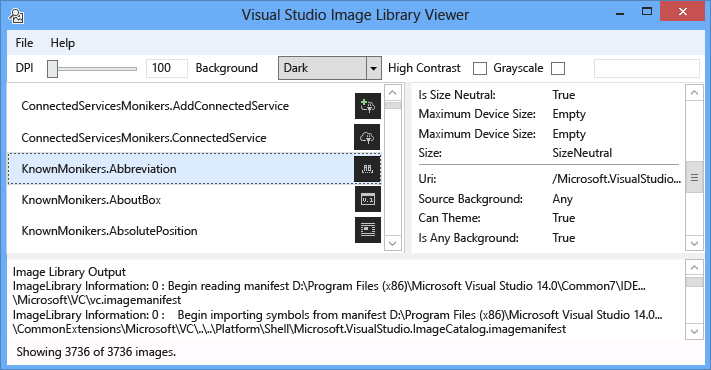 Visual Studio Image Library Viewer
File Help
DPI 100 Background Dark High Contrast Grayscale
ConnectedServicesMonikers.AddConnectedService
ConnectedServicesMonikers.ConnectedService
KnownMonikers.Abbreviation
KnownMonikers.AboutBox
KnownMonikers.AbsolutePosition
Is Size Neutral: True
Maximum Device Size: Empty
Maximum Device Size: Empty
Size: SizeNeutral
Uri: /Microsoft.VisualStudio...
Source Background: Any
Can Theme: True
Is Any Background: True
Image Library Output
ImageLibrary Information: 0 : Begin reading manifest D:\Program Files (x86)\Microsoft Visual Studio 14.0\Common7\IDE...
\Microsoft\VC\vc.imagemanifest
ImageLibrary Information: 0 : Begin importing symbols from manifest D:\Program Files (x86)\Microsoft Visual Studio 14.0...
\CommonExtensions\Microsoft\VC\..\..\Platform\Shell\Microsoft.VisualStudio.ImageCatalog.imagemanifest
Showing 3736 of 3736 images.